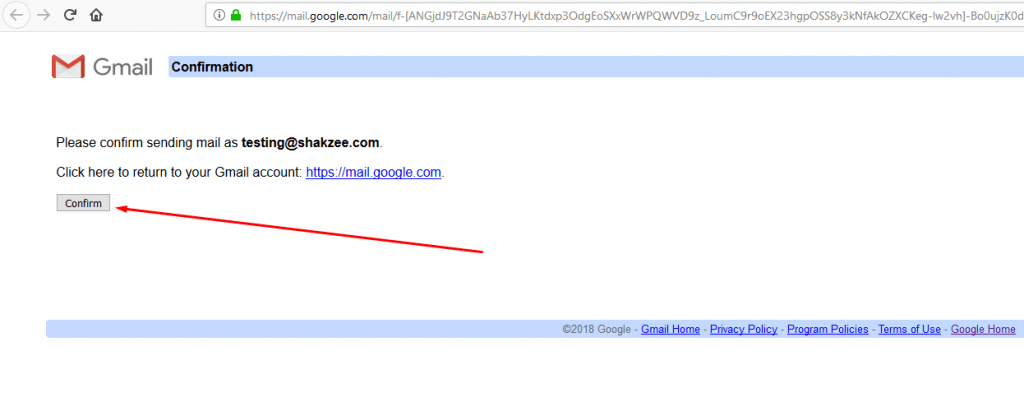 https://mail.google.com/mail/f-[ANGjdJ9T2GNaAb37HyLKtdxp3OdgEoSXxWrWPQWVD9z_LoumC9r9oEX23hgpOSS8y3kNfAkOZXCKeg-lw2vh]-Bo0ujzK0d
Gmail Confirmation
Please confirm sending mail as testing@shakzee.com.
Click here to return to your Gmail account: https://mail.google.com.
Confirm
©2018 Google - Gmail Home - Privacy Policy - Program Policies - Terms of Use - Google Home